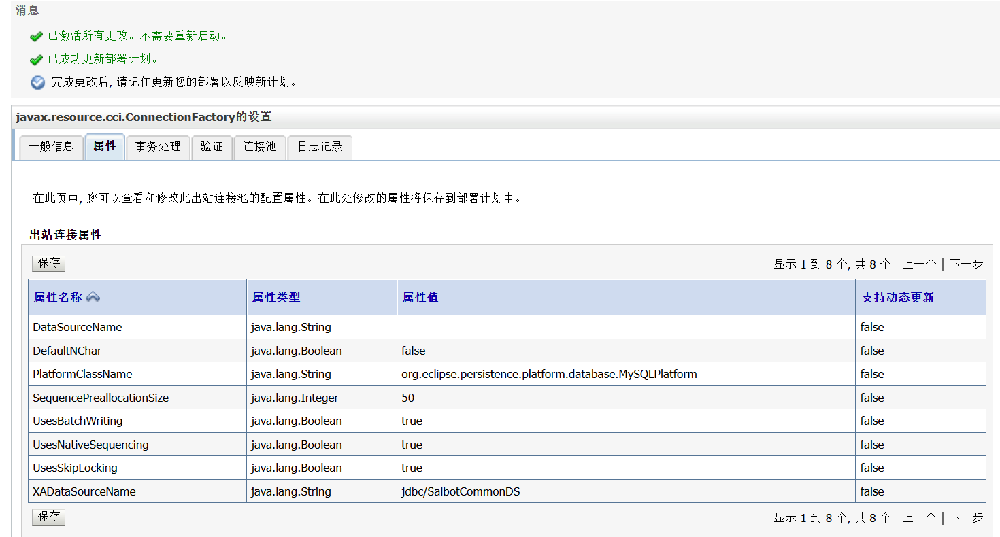 消息
已激活所有更改。不需要重新启动。
已成功更新部署计划。
完成更改后, 请记住更新您的部署以反映新计划。
javax.resource.cci.ConnectionFactory的设置
一般信息 属性 事务处理 验证 连接池 日志记录
在此页中, 您可以查看和修改此出站连接池的配置属性。在此处修改的属性将保存到部署计划中。
出站连接属性
保存 显示 1 到 8 个, 共 8 个 上一个 | 下一步
属性名称 属性类型 属性值 支持动态更新
DataSourceName java.lang.String false
DefaultNChar java.lang.Boolean false false
PlatformClassName java.lang.String org.eclipse.persistence.platform.database.MySQLPlatform false
SequencePreallocationSize java.lang.Integer 50 false
UsesBatchWriting java.lang.Boolean true false
UsesNativeSequencing java.lang.Boolean true false
UsesSkipLocking java.lang.Boolean true false
XADataSourceName java.lang.String jdbc/SaibotCommonDS false
保存 显示 1 到 8 个, 共 8 个 上一个 | 下一步